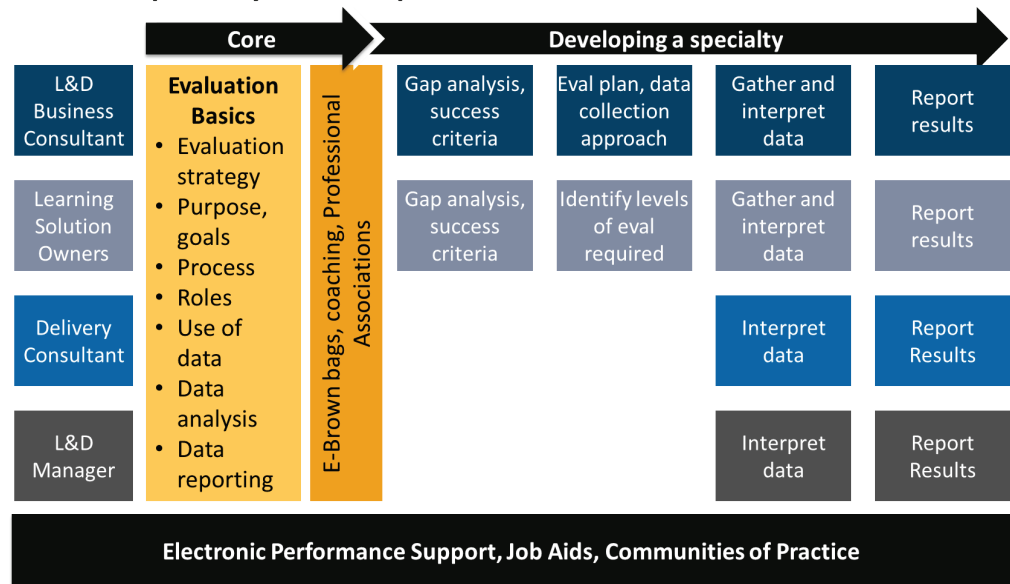 Core
Developing a specialty
L&D
Business
Consultant
Evaluation
Basics
• Evaluation
strategy
• Purpose,
goals
• Process
• Roles
• Use of
data
• Data
analysis
• Data
reporting
E-Brown bags, coaching, Professional
Associations
Gap analysis,
success
criteria
Eval plan, data
collection
approach
Gather and
interpret
data
Report
results
Learning
Solution
Owners
Gap analysis,
success
criteria
Identify levels
of eval
required
Gather and
interpret
data
Report
results
Delivery
Consultant
Interpret
data
Report
Results
L&D
Manager
Interpret
data
Report
Results
Electronic Performance Support, Job Aids, Communities of Practice